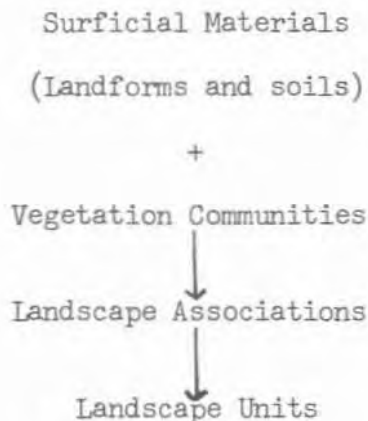 Surficial Materials
(Landforms and soils)
+
Vegetation Communities
Landscape Associations
Landscape Units